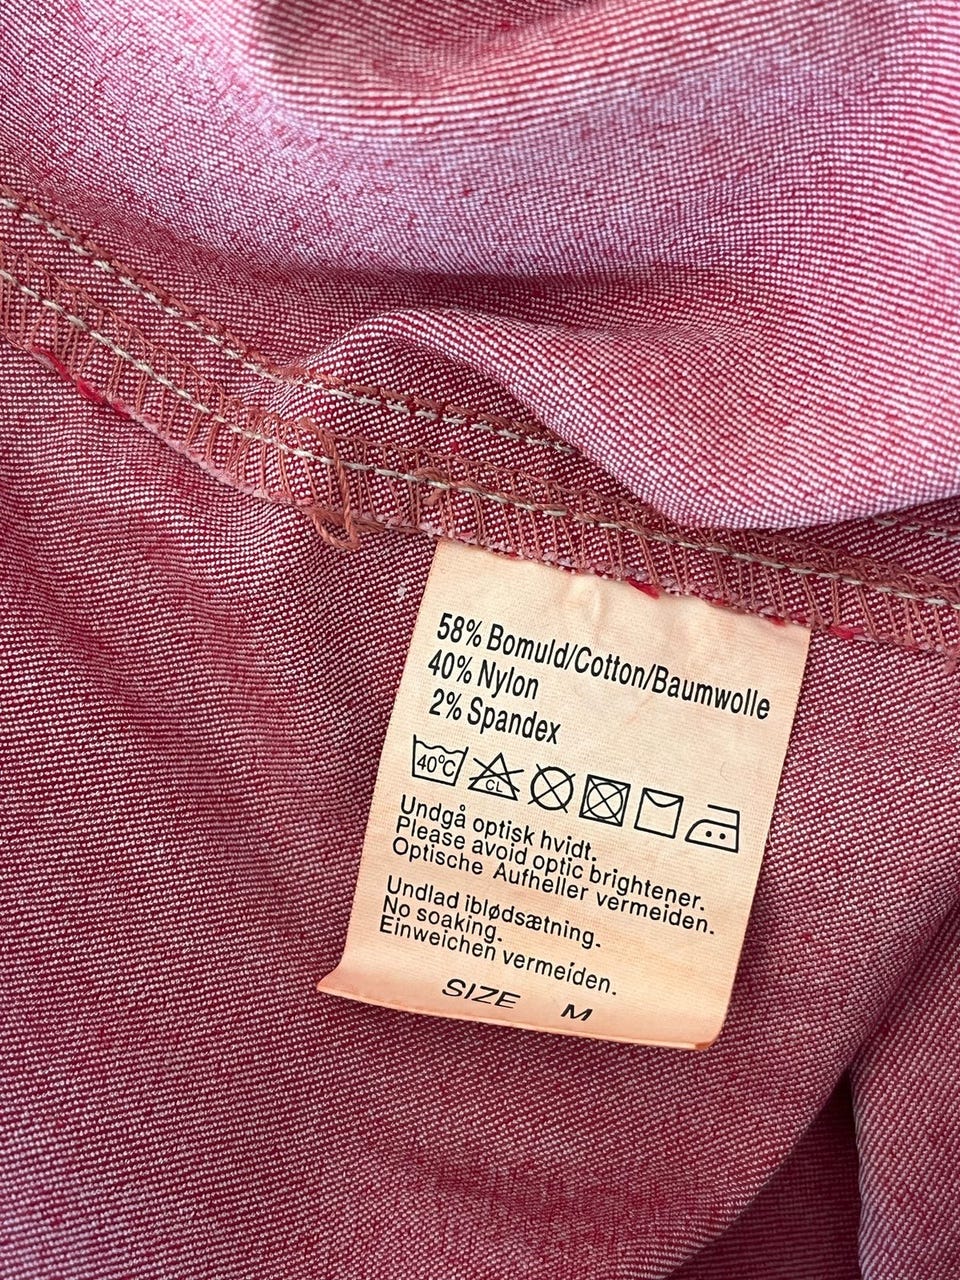 58% Bomuld/Cotton/Baumwolle
40% Nylon
2% Spandex
40°C CL
Undgå optisk hvidt.
Please avoid optic brightener.
Optische Aufheller vermeiden.
Undlad iblødsætning.
No soaking.
Einweichen vermeiden.
SIZE M